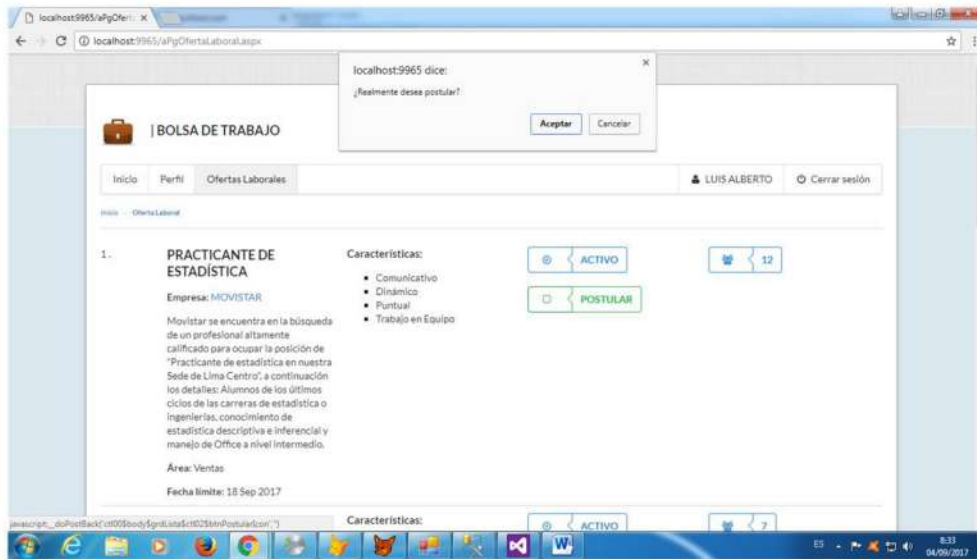 localhost:9965/aPgOfert
localhost:9965/aPgOfertaLaboral.aspx
localhost:9965 dice:
¿Realmente desea postular?
Aceptar
Cancelar
| BOLSA DE TRABAJO
Inicio
Perfil
Ofertas Laborales
LUIS ALBERTO
Cerrar sesión
Inicio
Oferta Laboral
1.
PRACTICANTE DE
ESTADÍSTICA
Empresa: MOVISTAR
Movistar se encuentra en la búsqueda
de un profesional altamente
calificado para ocupar la posición de
"Practicante de estadística en nuestra
Sede de Lima Centro", a continuación
los detalles: Alumnos de los últimos
ciclos de las carreras de estadística o
ingenierías, conocimiento de
estadística descriptiva e inferencial y
manejo de Office a nivel intermedio.
Área: Ventas
Fecha límite: 18 Sep 2017
Características:
Comunicativo
Dinámico
Puntual
Trabajo en Equipo
ACTIVO
12
POSTULAR
Características:
ACTIVO
7
javascript:__doPostBack('ctl00$body$grdLista$ctl02$btnPostularIcon','')
ES
8:33
04/09/2017